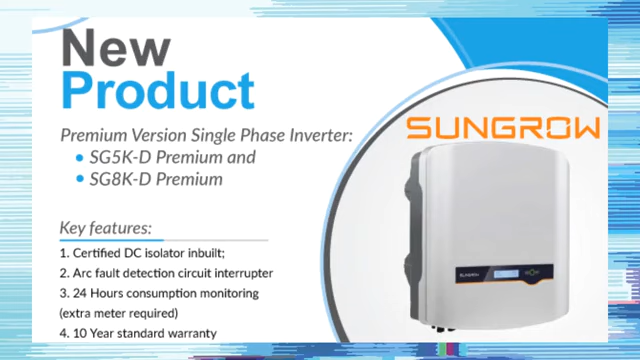 New
Product
Premium Version Single Phase Inverter:
• SG5K-D Premium and
• SG8K-D Premium
SUNGROW
Key features:
1. Certified DC isolator inbuilt;
2. Arc fault detection circuit interrupter
3. 24 Hours consumption monitoring
(extra meter required)
4. 10 Year standard warranty
SUNGROW